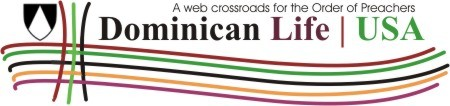 A web crossroads for the Order of Preachers
Dominican Life | USA